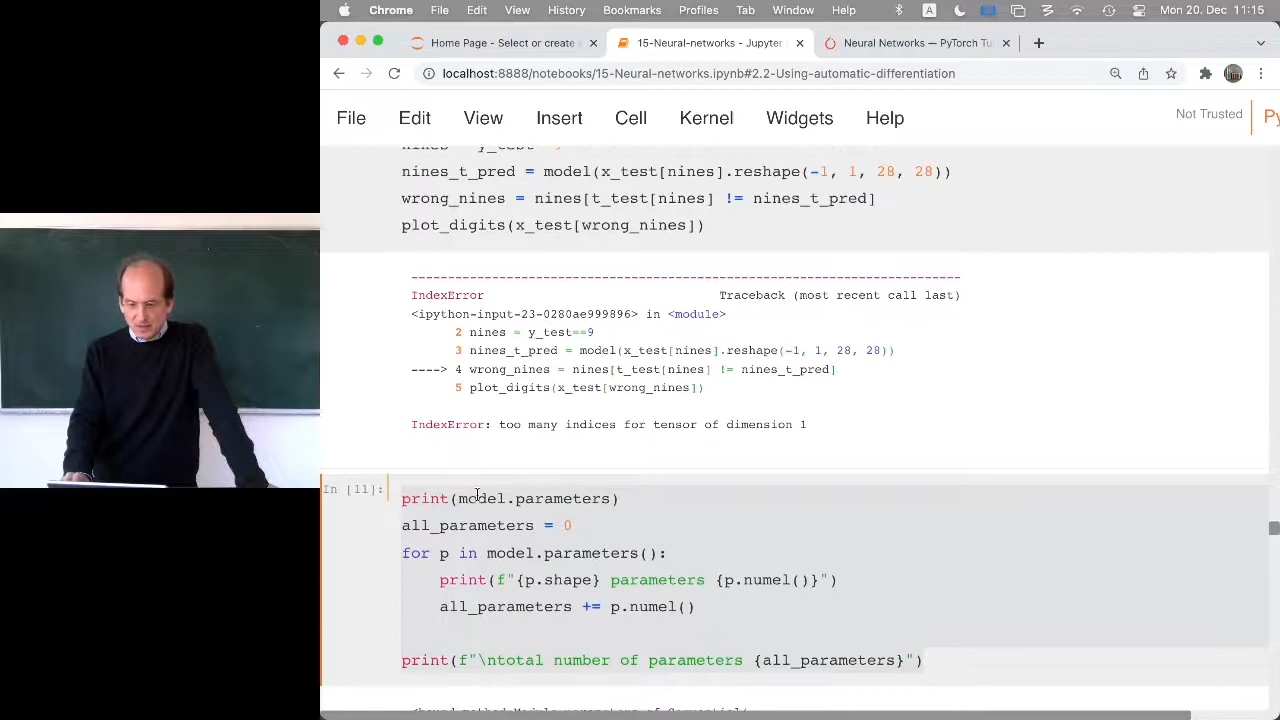 Chrome File Edit View History Bookmarks Profiles Tab Window Help A Mon 20. Dec 11:15
Home Page - Select or create 15-Neural-networks - Jupyter Neural Networks — PyTorch Tu
localhost:8888/notebooks/15-Neural-networks.ipynb#2.2-Using-automatic-differentiation
File Edit View Insert Cell Kernel Widgets Help Not Trusted Py
nines_t_pred = model(x_test[nines].reshape(-1, 1, 28, 28))
wrong_nines = nines[t_test[nines] != nines_t_pred]
plot_digits(x_test[wrong_nines])
---------------------------------------------------------------------------
IndexError Traceback (most recent call last)
<ipython-input-23-0280ae999896> in <module>
2 nines = y_test==9
3 nines_t_pred = model(x_test[nines].reshape(-1, 1, 28, 28))
----> 4 wrong_nines = nines[t_test[nines] != nines_t_pred]
5 plot_digits(x_test[wrong_nines])
IndexError: too many indices for tensor of dimension 1
In [11]:
print(model.parameters)
all_parameters = 0
for p in model.parameters():
print(f"{p.shape} parameters {p.numel()}")
all_parameters += p.numel()
print(f"\ntotal number of parameters {all_parameters}")